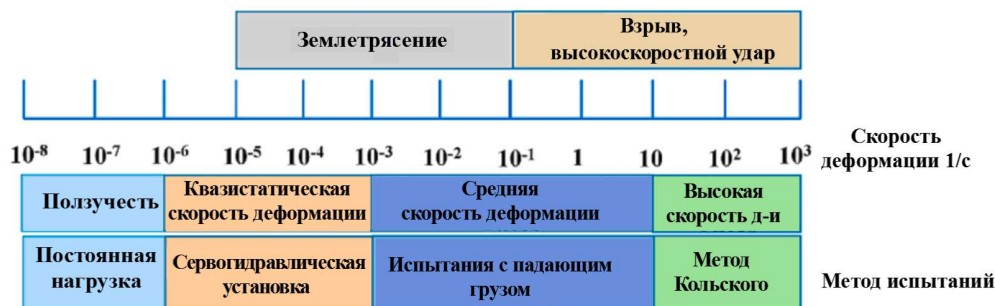 Землетрясение
Взрыв,
высокоскоростной удар
10⁻⁸ 10⁻⁷ 10⁻⁶ 10⁻⁵ 10⁻⁴ 10⁻³ 10⁻² 10⁻¹ 1 10 10² 10³
Скорость
деформации 1/с
Ползучесть
Квазистатическая
скорость деформации
Средняя
скорость деформации
Высокая
скорость д-и
Постоянная
нагрузка
Сервогидравлическая
установка
Испытания с падающим
грузом
Метод
Кольского
Метод испытаний